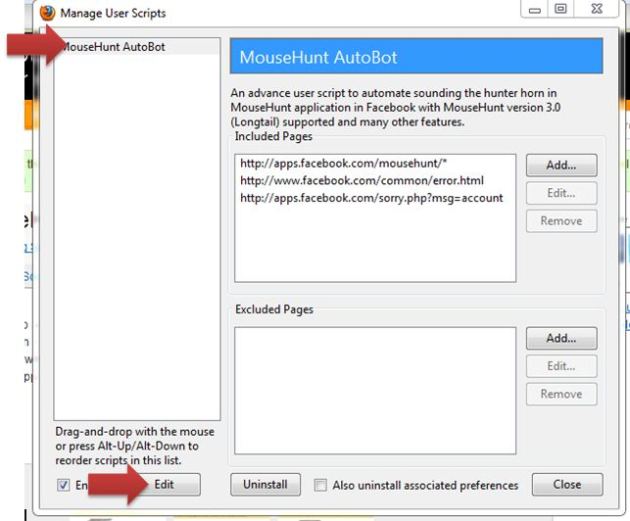 Manage User Scripts
MouseHunt AutoBot
MouseHunt AutoBot
An advance user script to automate sounding the hunter horn in
MouseHunt application in Facebook with MouseHunt version 3.0
(Longtail) supported and many other features.
Included Pages
http://apps.facebook.com/mousehunt/*
http://www.facebook.com/common/error.html
http://apps.facebook.com/sorry.php?msg=account
Add...
Edit...
Remove
Excluded Pages
Add...
Edit...
Remove
Drag-and-drop with the mouse
or press Alt-Up/Alt-Down to
reorder scripts in this list.
Edit
Uninstall
Also uninstall associated preferences
Close